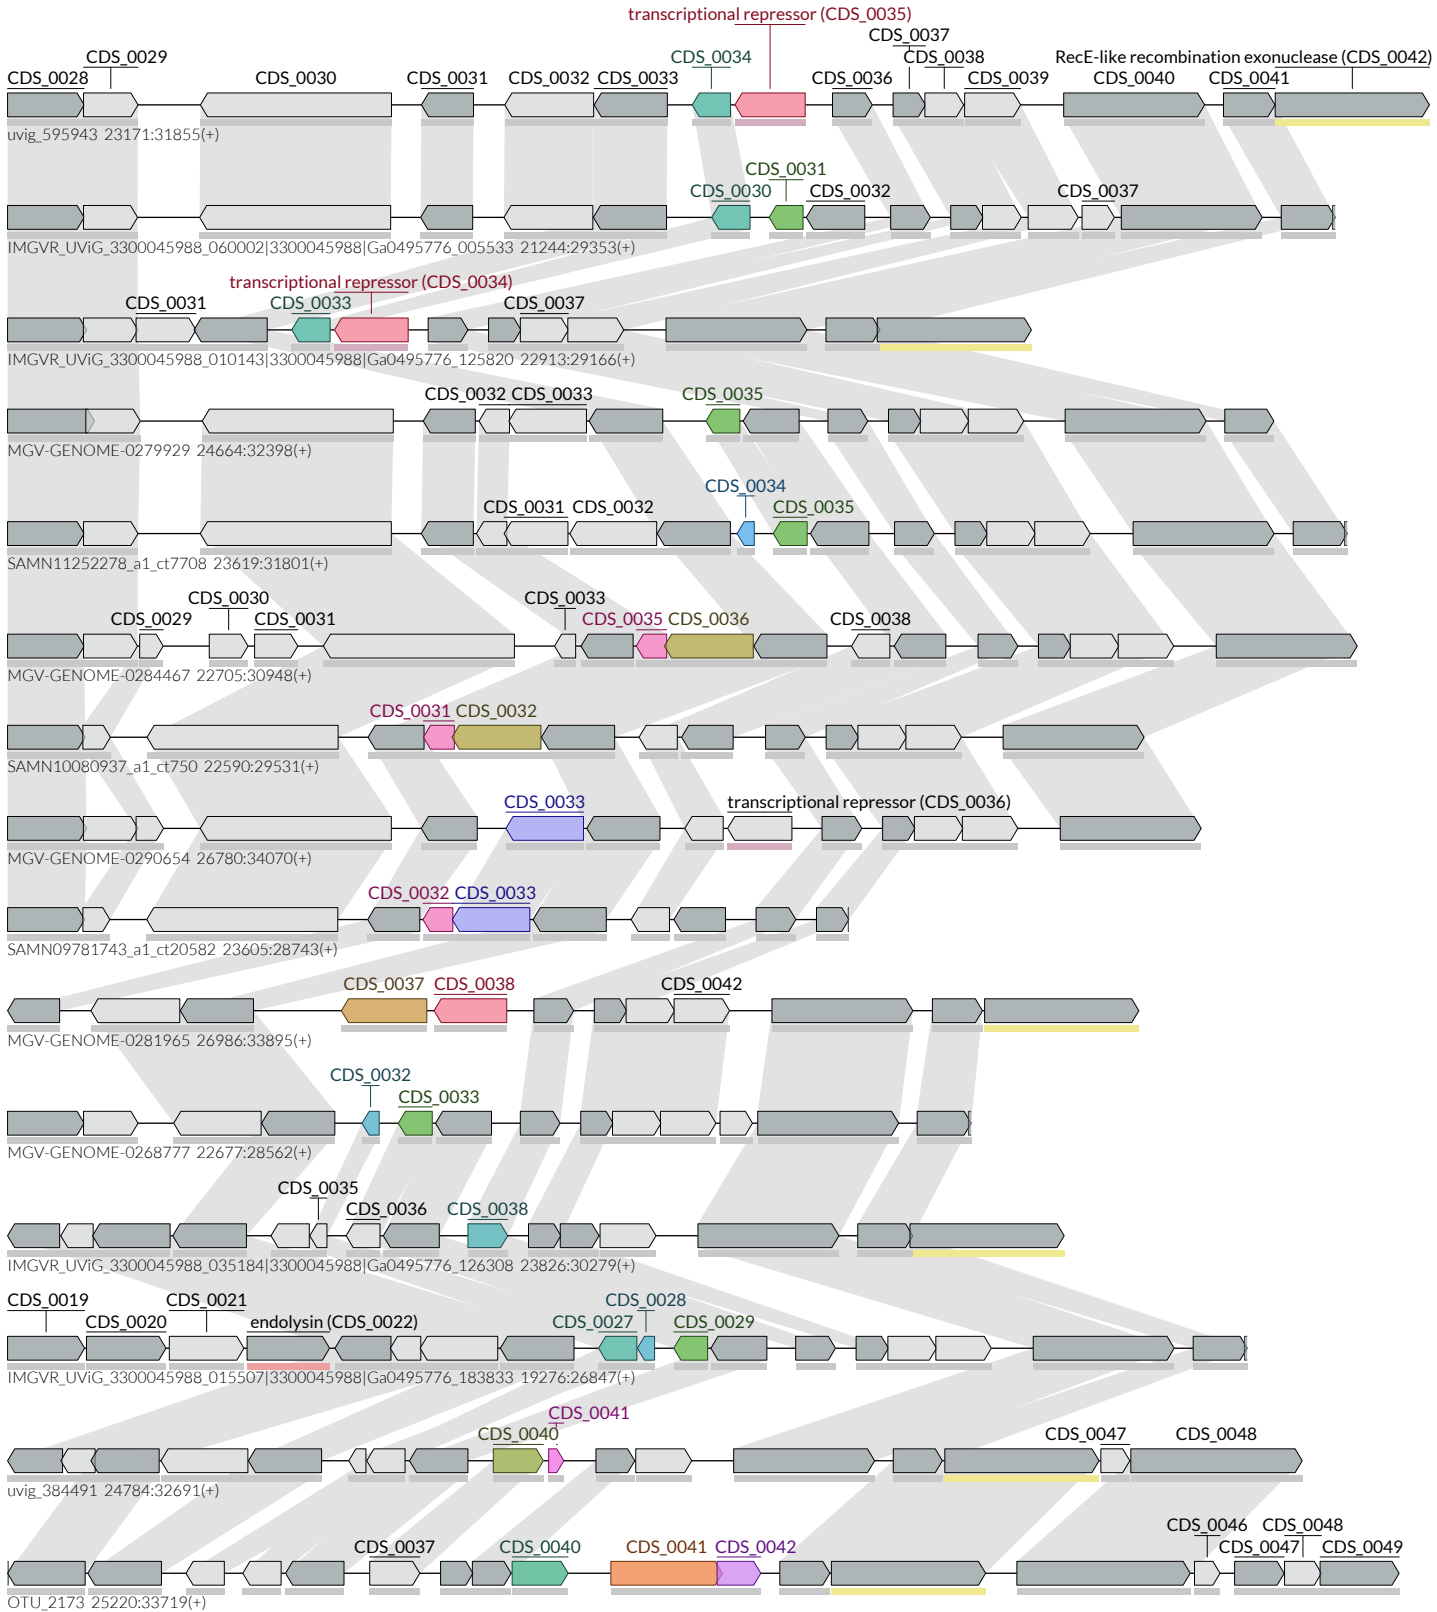 transcriptional repressor (CDS_0035)
CDS_0037
CDS_0029 CDS_0034 CDS_0038 RecE-like recombination exonuclease (CDS_0042)
CDS_0028 CDS_0030 CDS_0031 CDS_0032 CDS_0033 CDS_0036 CDS_0039 CDS_0040 CDS_0041
uvig_595943 23171:31855(+)
CDS_0031
CDS_0030 CDS_0032 CDS_0037
IMGVR_UViG_3300045988_060002|3300045988|Ga0495776_005533 21244:29353(+)
transcriptional repressor (CDS_0034)
CDS_0031 CDS_0033 CDS_0037
IMGVR_UViG_3300045988_010143|3300045988|Ga0495776_125820 22913:29166(+)
CDS_0032 CDS_0033 CDS_0035
MGV-GENOME-0279929 24664:32398(+)
CDS_0034
CDS_0031 CDS_0032 CDS_0035
SAMN11252278_a1_ct7708 23619:31801(+)
CDS_0030 CDS_0033
CDS_0029 CDS_0031 CDS_0035 CDS_0036 CDS_0038
MGV-GENOME-0284467 22705:30948(+)
CDS_0031 CDS_0032
SAMN10080937_a1_ct750 22590:29531(+)
CDS_0033 transcriptional repressor (CDS_0036)
MGV-GENOME-0290654 26780:34070(+)
CDS_0032 CDS_0033
SAMN09781743_a1_ct20582 23605:28743(+)
CDS_0037 CDS_0038 CDS_0042
MGV-GENOME-0281965 26986:33895(+)
CDS_0032
CDS_0033
MGV-GENOME-0268777 22677:28562(+)
CDS_0035
CDS_0036 CDS_0038
IMGVR_UViG_3300045988_035184|3300045988|Ga0495776_126308 23826:30279(+)
CDS_0019 CDS_0021 CDS_0028
CDS_0020 endolysin (CDS_0022) CDS_0027 CDS_0029
IMGVR_UViG_3300045988_015507|3300045988|Ga0495776_183833 19276:26847(+)
CDS_0041
CDS_0040 CDS_0047 CDS_0048
uvig_384491 24784:32691(+)
CDS_0046 CDS_0048
CDS_0037 CDS_0040 CDS_0041 CDS_0042 CDS_0047 CDS_0049
OTU_2173 25220:33719(+)